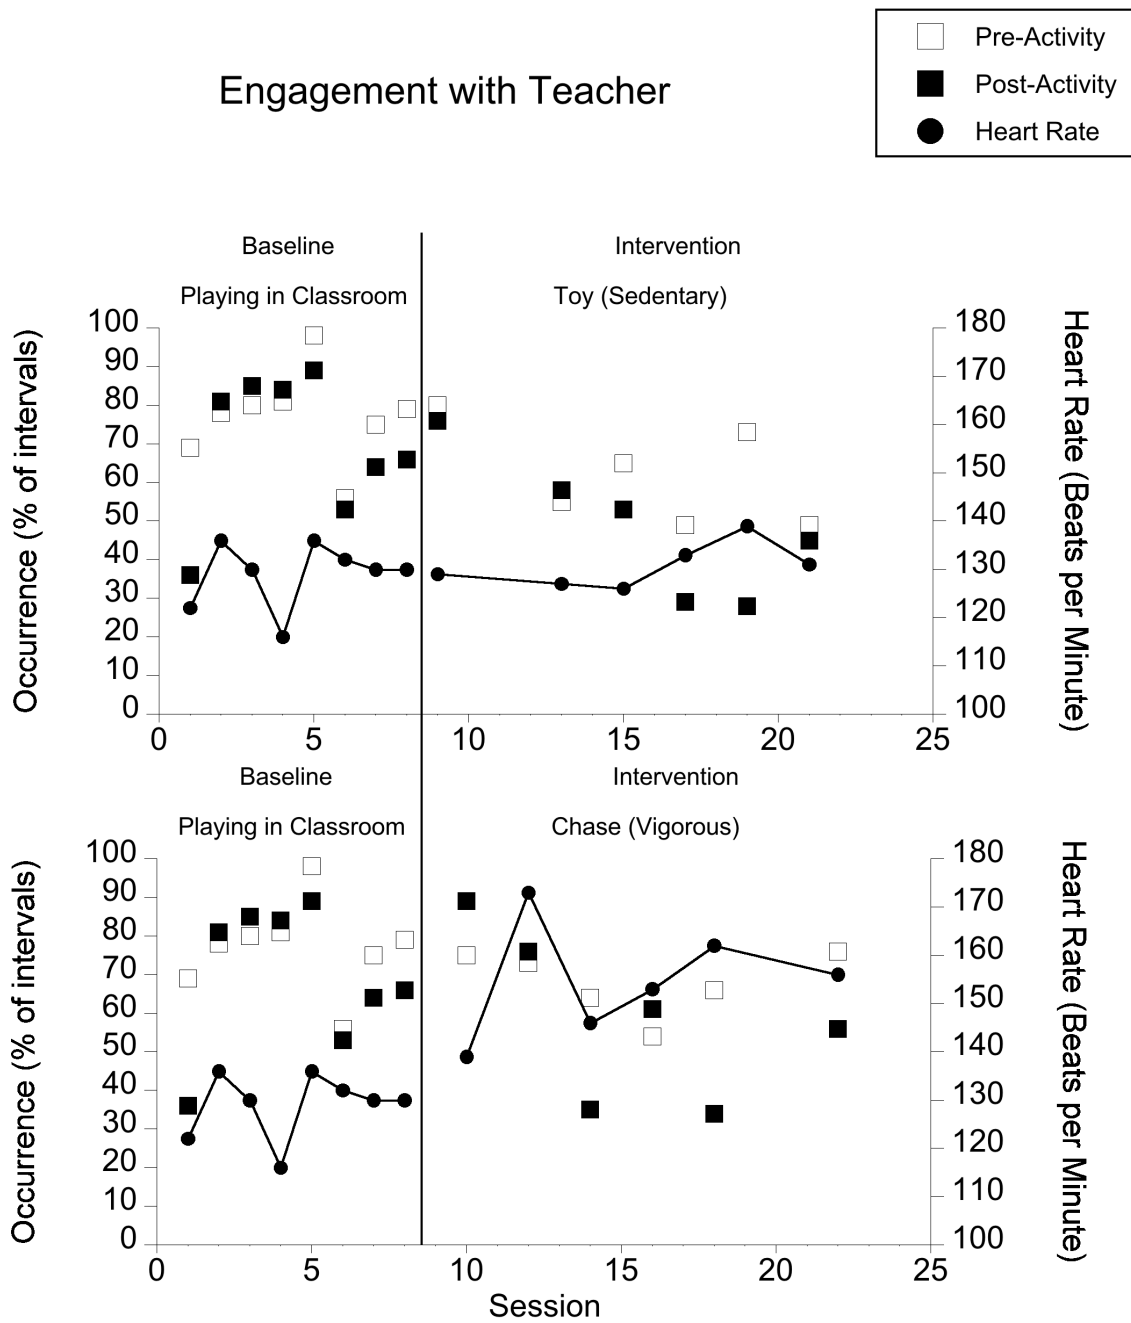 Pre-Activity
Post-Activity
Heart Rate
Engagement with Teacher
Baseline
Intervention
Playing in Classroom
Toy (Sedentary)
Occurrence (% of intervals)
100
90
80
70
60
50
40
30
20
10
0
180
170
160
150
140
130
120
110
100
Heart Rate (Beats per Minute)
0 5 10 15 20 25
Baseline
Intervention
Playing in Classroom
Chase (Vigorous)
Occurrence (% of intervals)
100
90
80
70
60
50
40
30
20
10
0
180
170
160
150
140
130
120
110
100
Heart Rate (Beats per Minute)
0 5 10 15 20 25
Session